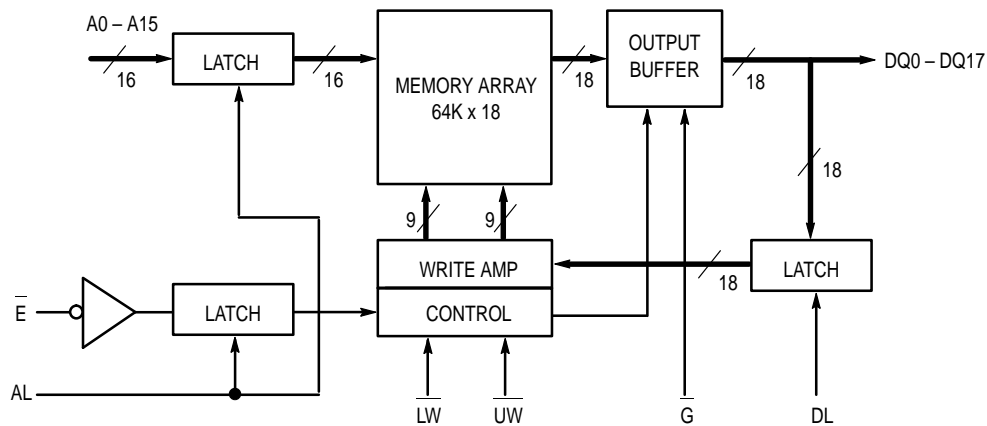 A0 – A15
16
LATCH
16
MEMORY ARRAY
64K x 18
18
OUTPUT
BUFFER
18
DQ0 – DQ17
18
9
9
WRITE AMP
18
LATCH
E
LATCH
CONTROL
AL
LW
UW
G
DL